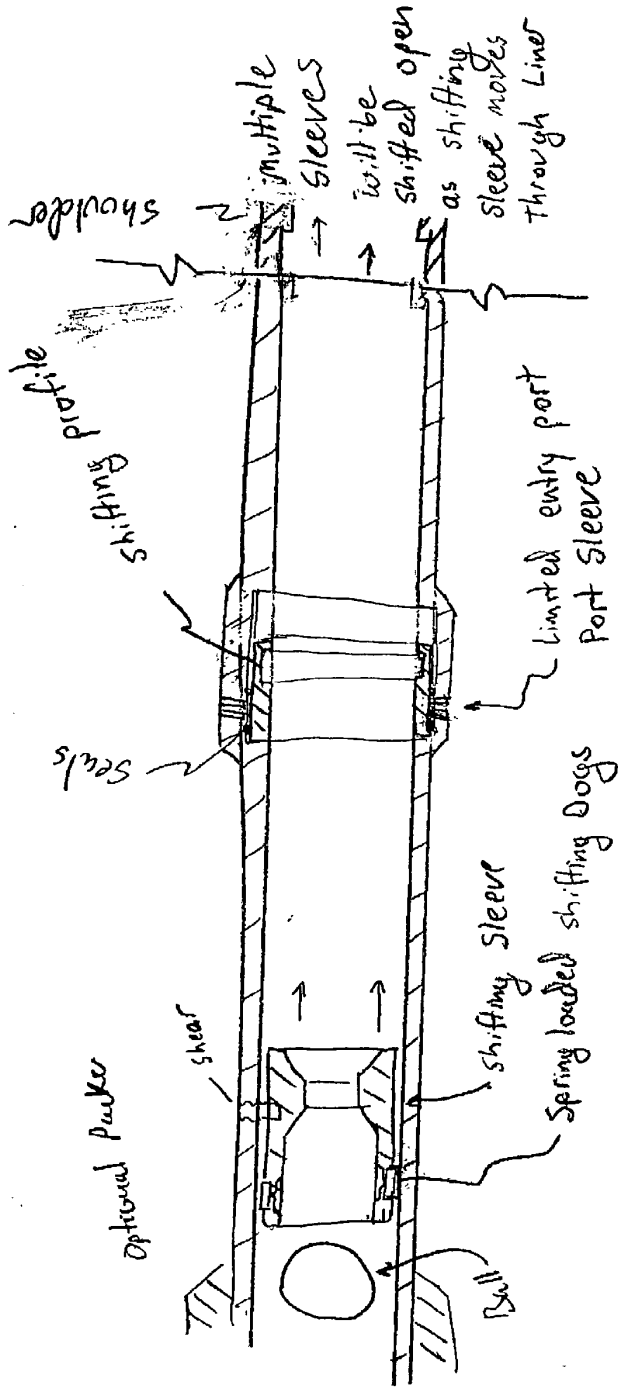 Optional Packer
shear
Seals
shifting profile
shoulder
Multiple
Sleeves
will be
shifted open
as shifting
Sleeve moves
through Liner
Ball
Spring loaded shifting Dogs
shifting Sleeve
Limited entry port
Port Sleeve